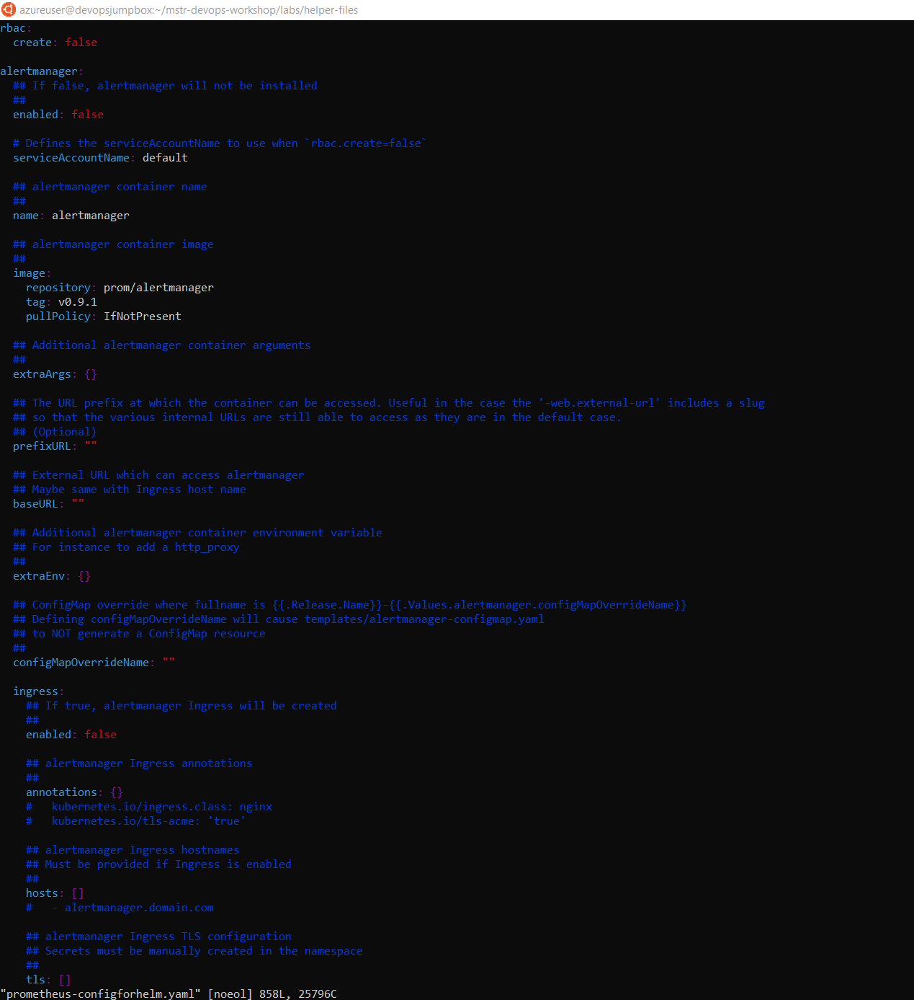 azureuser@devopsjumpbox:~/mstr-devops-workshop/labs/helper-files
rbac:
  create: false

alertmanager:
  ## If false, alertmanager will not be installed
  ##
  enabled: false

  # Defines the serviceAccountName to use when `rbac.create=false`
  serviceAccountName: default

  ## alertmanager container name
  ##
  name: alertmanager

  ## alertmanager container image
  ##
  image:
    repository: prom/alertmanager
    tag: v0.9.1
    pullPolicy: IfNotPresent

  ## Additional alertmanager container arguments
  ##
  extraArgs: {}

  ## The URL prefix at which the container can be accessed. Useful in the case the '-web.external-url' includes a slug
  ## so that the various internal URLs are still able to access as they are in the default case.
  ## (Optional)
  prefixURL: ""

  ## External URL which can access alertmanager
  ## Maybe same with Ingress host name
  baseURL: ""

  ## Additional alertmanager container environment variable
  ## For instance to add a http_proxy
  ##
  extraEnv: {}

  ## ConfigMap override where fullname is {{.Release.Name}}-{{.Values.alertmanager.configMapOverrideName}}
  ## Defining configMapOverrideName will cause templates/alertmanager-configmap.yaml
  ## to NOT generate a ConfigMap resource
  ##
  configMapOverrideName: ""

  ingress:
    ## If true, alertmanager Ingress will be created
    ##
    enabled: false

    ## alertmanager Ingress annotations
    ##
    annotations: {}
    #   kubernetes.io/ingress.class: nginx
    #   kubernetes.io/tls-acme: 'true'

    ## alertmanager Ingress hostnames
    ## Must be provided if Ingress is enabled
    ##
    hosts: []
    #   - alertmanager.domain.com

    ## alertmanager Ingress TLS configuration
    ## Secrets must be manually created in the namespace
    ##
    tls: []
"prometheus-configforhelm.yaml" [noeol] 858L, 25796C